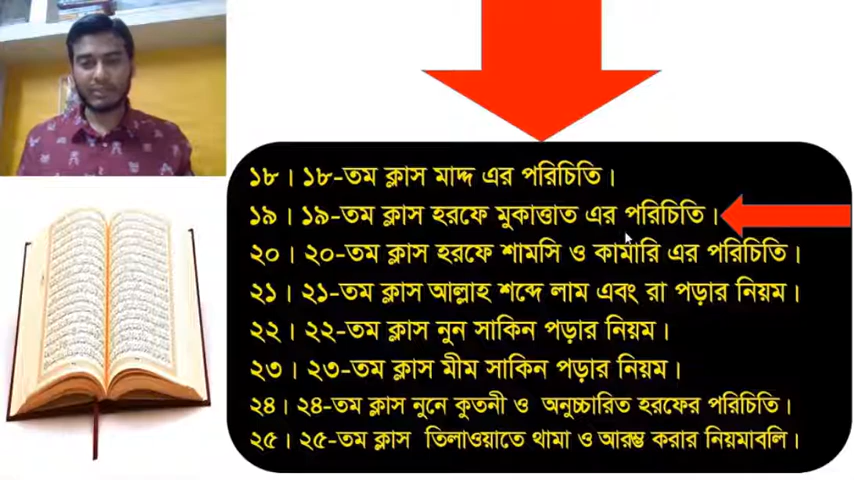 ১৮। ১৮-তম ক্লাস মাদ্দ এর পরিচিতি।
১৯। ১৯-তম ক্লাস হরফে মুকাত্তাত এর পরিচিতি।
২০। ২০-তম ক্লাস হরফে শামসি ও কামারি এর পরিচিতি।
২১। ২১-তম ক্লাস আল্লাহ শব্দে লাম এবং রা পড়ার নিয়ম।
২২। ২২-তম ক্লাস নুন সাকিন পড়ার নিয়ম।
২৩। ২৩-তম ক্লাস মীম সাকিন পড়ার নিয়ম।
২৪। ২৪-তম ক্লাস নুনে কুতনী ও অনুচ্চারিত হরফের পরিচিতি।
২৫। ২৫-তম ক্লাস তিলাওয়াতে থামা ও আরম্ভ করার নিয়মাবলি।